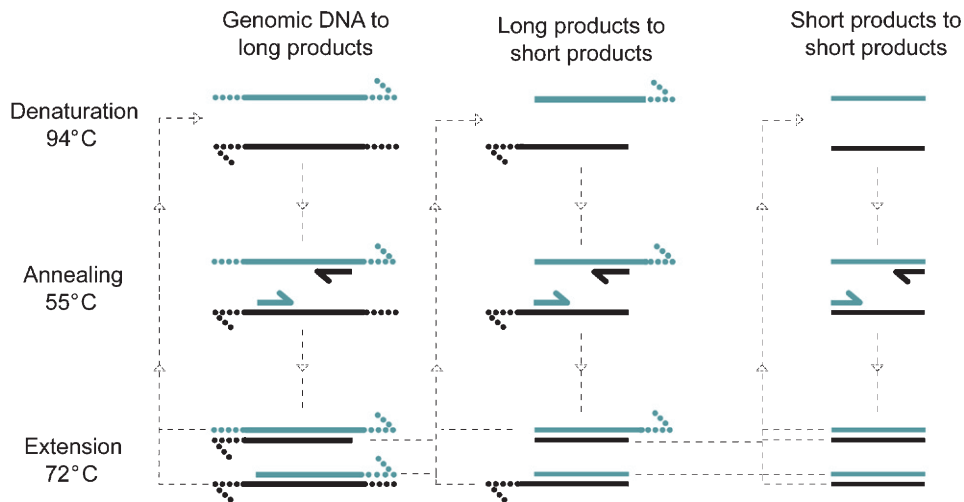 Genomic DNA to
long products
Long products to
short products
Short products to
short products
Denaturation
94°C
Annealing
55°C
Extension
72°C